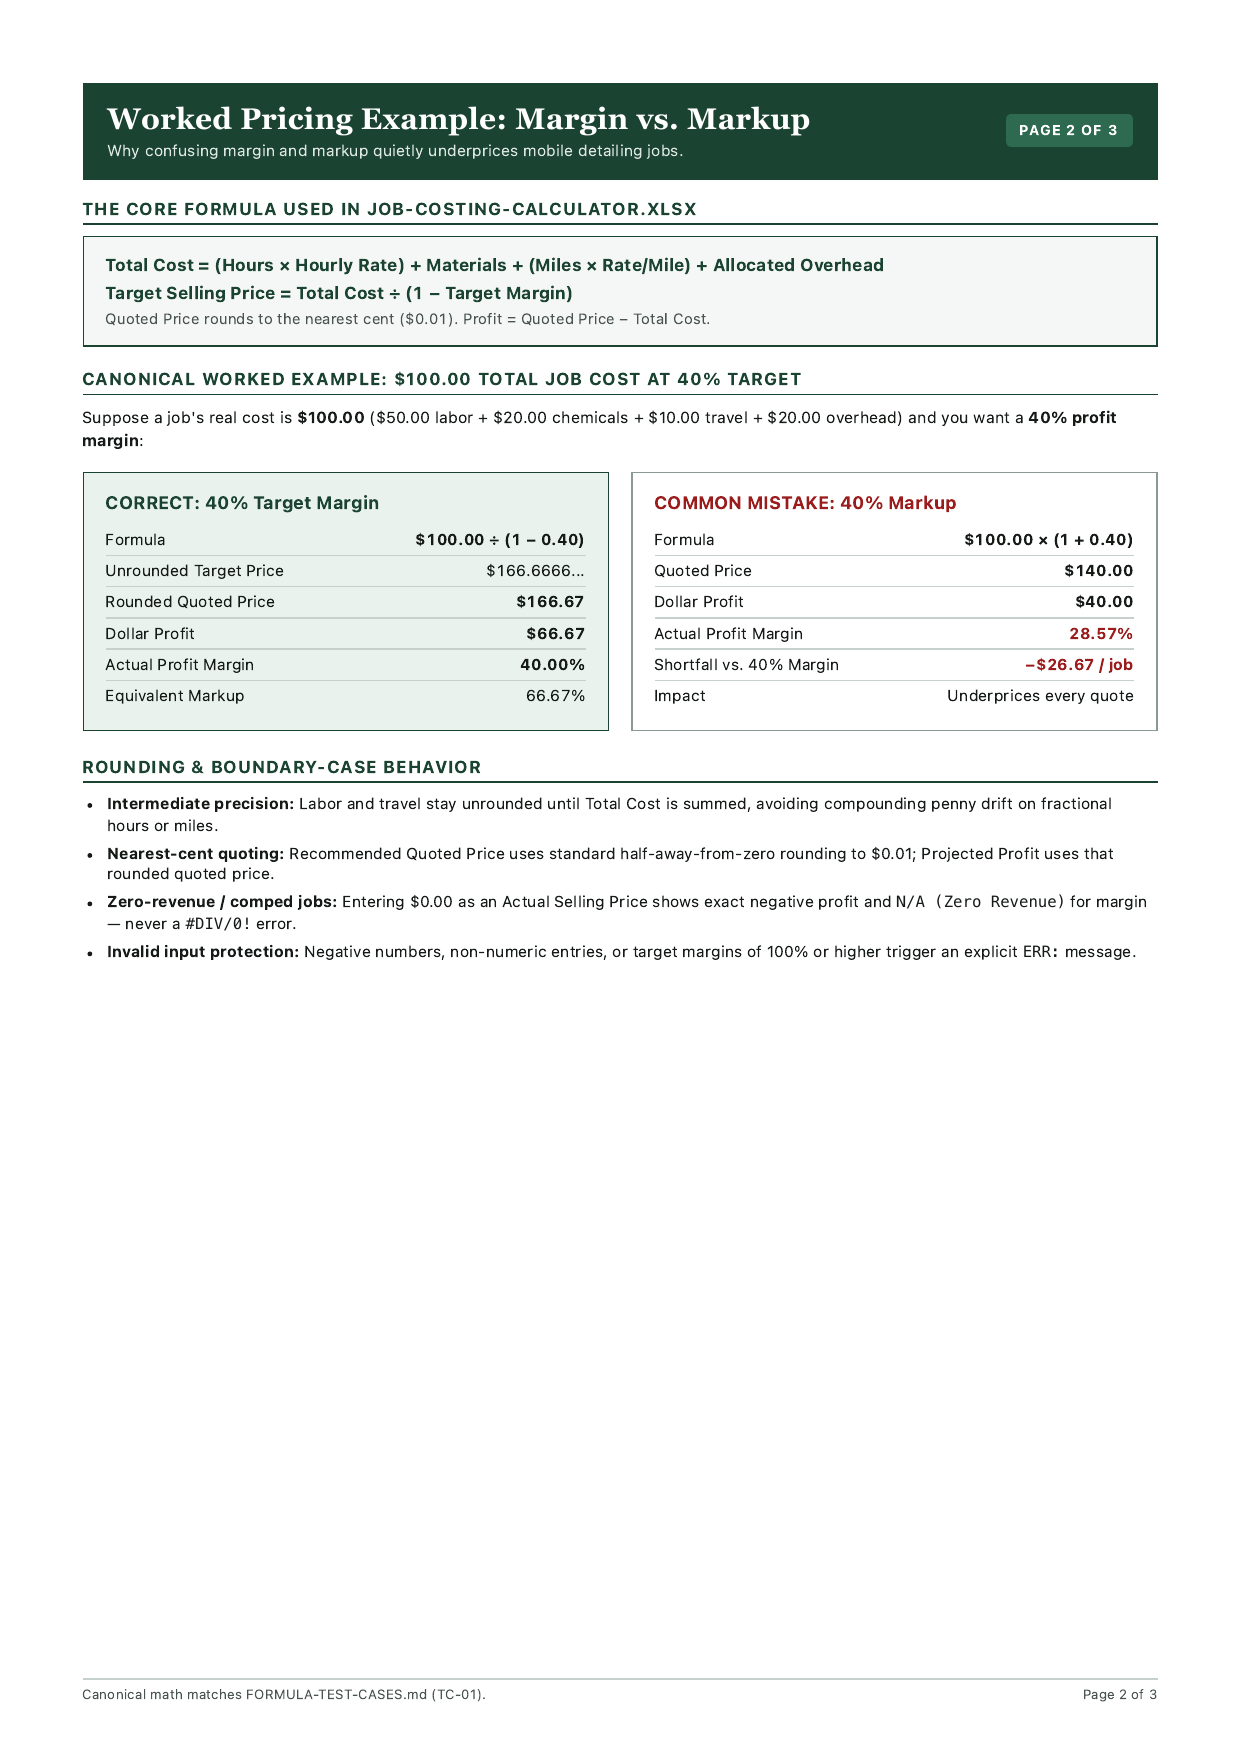 Worked Pricing Example: Margin vs. Markup
Why confusing margin and markup quietly underprices mobile detailing jobs.
PAGE 2 OF 3
THE CORE FORMULA USED IN JOB-COSTING-CALCULATOR.XLSX
Total Cost = (Hours × Hourly Rate) + Materials + (Miles × Rate/Mile) + Allocated Overhead
Target Selling Price = Total Cost ÷ (1 − Target Margin)
Quoted Price rounds to the nearest cent ($0.01). Profit = Quoted Price − Total Cost.
CANONICAL WORKED EXAMPLE: $100.00 TOTAL JOB COST AT 40% TARGET
Suppose a job's real cost is $100.00 ($50.00 labor + $20.00 chemicals + $10.00 travel + $20.00 overhead) and you want a 40% profit
margin:
CORRECT: 40% Target Margin
Formula $100.00 ÷ (1 − 0.40)
Unrounded Target Price $166.6666...
Rounded Quoted Price $166.67
Dollar Profit $66.67
Actual Profit Margin 40.00%
Equivalent Markup 66.67%
COMMON MISTAKE: 40% Markup
Formula $100.00 × (1 + 0.40)
Quoted Price $140.00
Dollar Profit $40.00
Actual Profit Margin 28.57%
Shortfall vs. 40% Margin −$26.67 / job
Impact Underprices every quote
ROUNDING & BOUNDARY-CASE BEHAVIOR
• Intermediate precision: Labor and travel stay unrounded until Total Cost is summed, avoiding compounding penny drift on fractional
hours or miles.
• Nearest-cent quoting: Recommended Quoted Price uses standard half-away-from-zero rounding to $0.01; Projected Profit uses that
rounded quoted price.
• Zero-revenue / comped jobs: Entering $0.00 as an Actual Selling Price shows exact negative profit and N/A (Zero Revenue) for margin
— never a #DIV/0! error.
• Invalid input protection: Negative numbers, non-numeric entries, or target margins of 100% or higher trigger an explicit ERR: message.
Canonical math matches FORMULA-TEST-CASES.md (TC-01).
Page 2 of 3